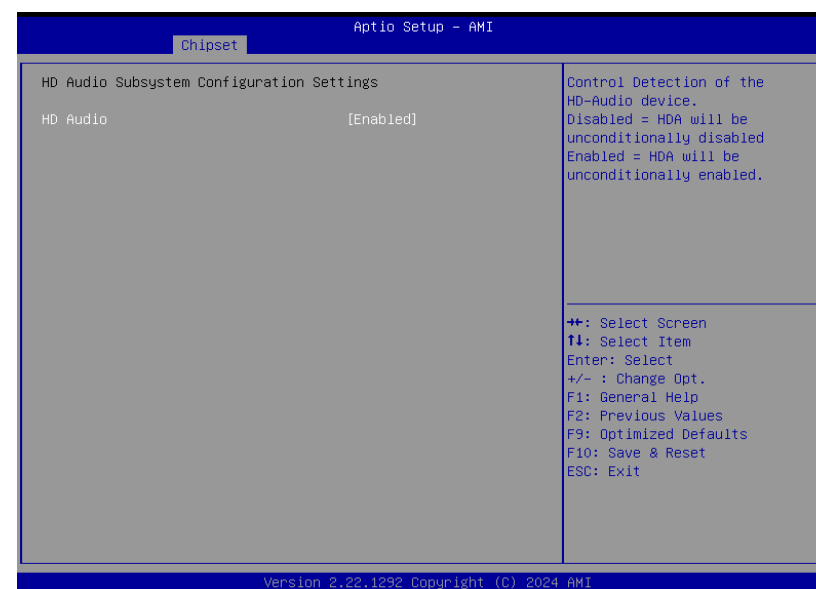 Aptio Setup – AMI
Chipset
HD Audio Subsystem Configuration Settings
HD Audio [Enabled]
Control Detection of the
HD-Audio device.
Disabled = HDA will be
unconditionally disabled
Enabled = HDA will be
unconditionally enabled.
→←: Select Screen
↑↓: Select Item
Enter: Select
+/- : Change Opt.
F1: General Help
F2: Previous Values
F9: Optimized Defaults
F10: Save & Reset
ESC: Exit
Version 2.22.1292 Copyright (C) 2024 AMI